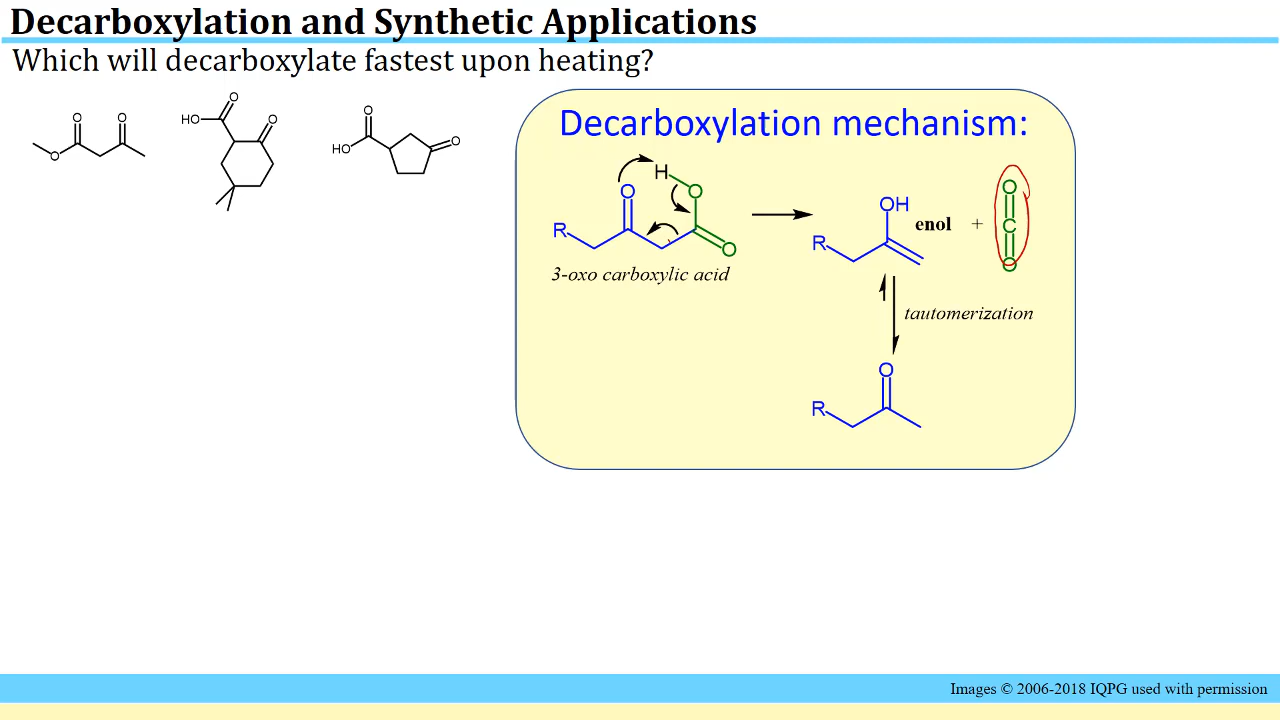 Decarboxylation and Synthetic Applications
Which will decarboxylate fastest upon heating?
O O
O
HO O O
HO O O
Decarboxylation mechanism:
H
O O
R O
3-oxo carboxylic acid
OH
R
enol +
O
C
O
tautomerization
O
R
Images © 2006-2018 IQPG used with permission